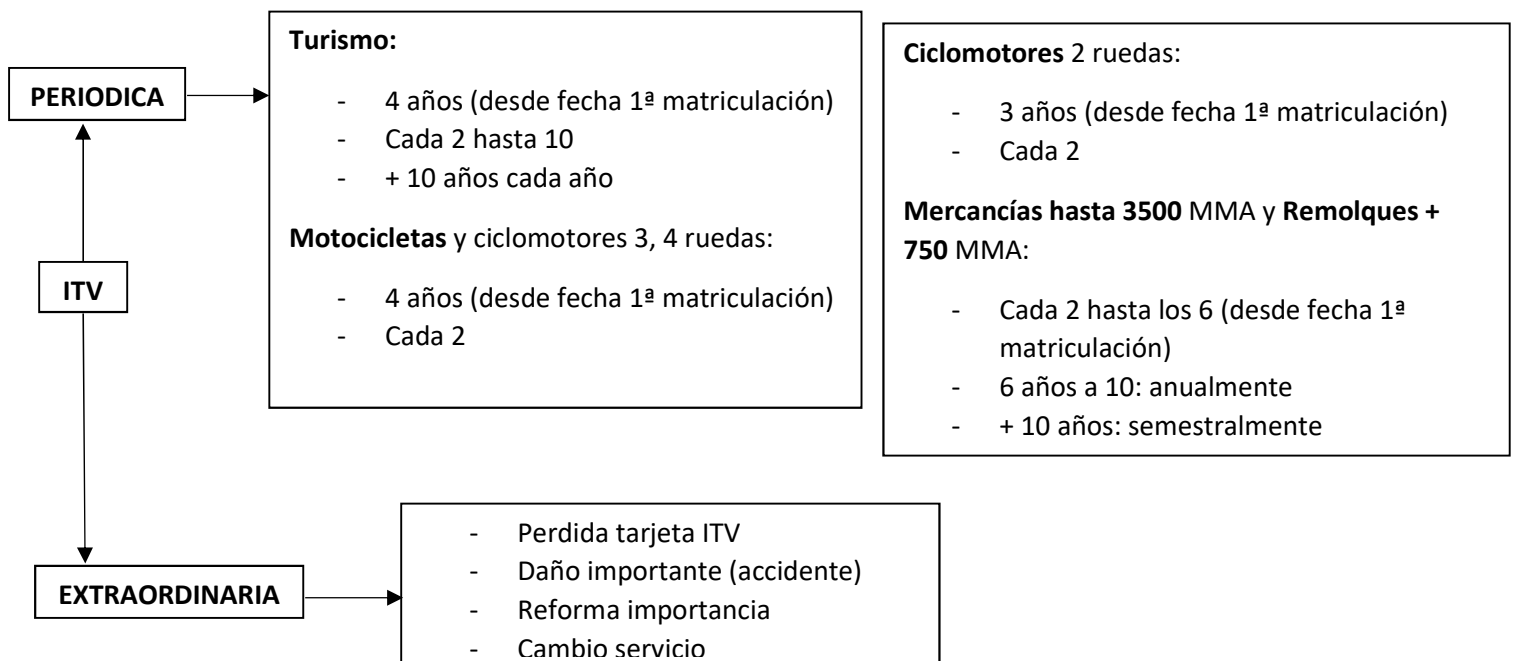 ITV
PERIODICA
Turismo:
- 4 años (desde fecha 1ª matriculación)
- Cada 2 hasta 10
- + 10 años cada año
Motocicletas y ciclomotores 3, 4 ruedas:
- 4 años (desde fecha 1ª matriculación)
- Cada 2
Ciclomotores 2 ruedas:
- 3 años (desde fecha 1ª matriculación)
- Cada 2
Mercancías hasta 3500 MMA y Remolques +
750 MMA:
- Cada 2 hasta los 6 (desde fecha 1ª
matriculación)
- 6 años a 10: anualmente
- + 10 años: semestralmente
EXTRAORDINARIA
- Perdida tarjeta ITV
- Daño importante (accidente)
- Reforma importancia
- Cambio servicio